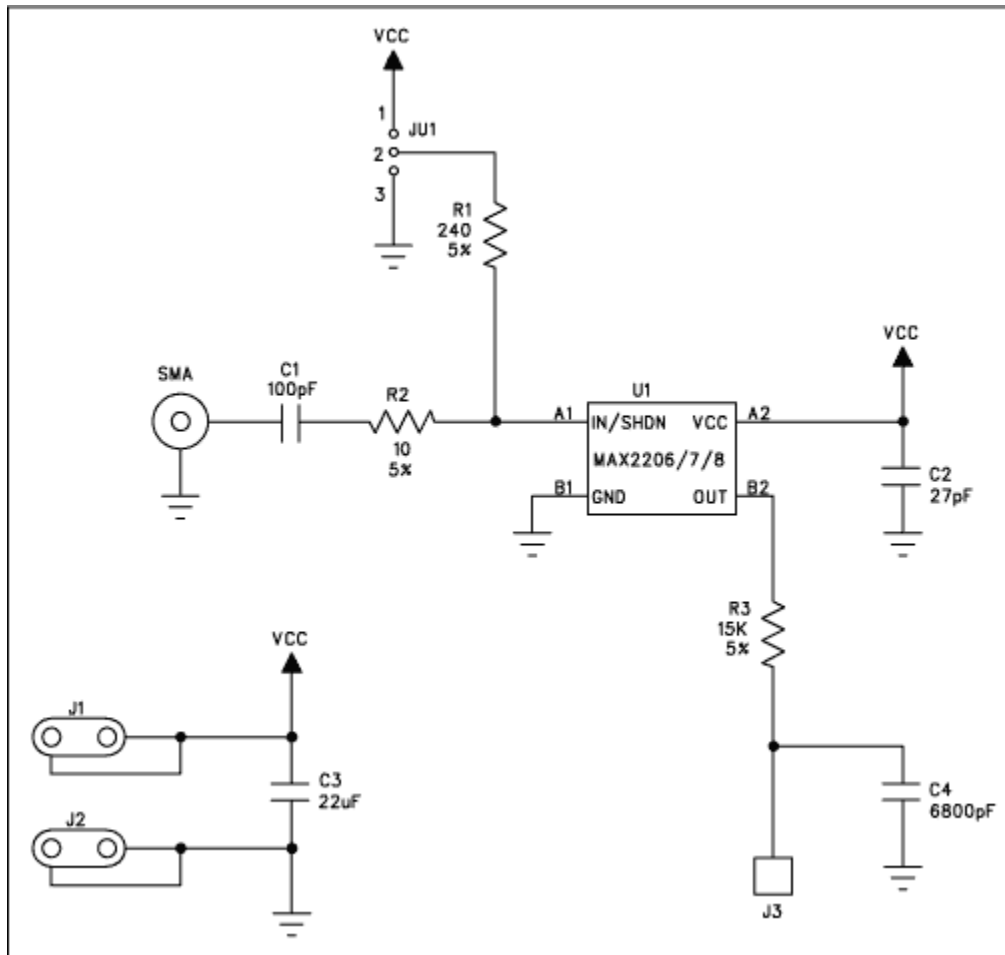 VCC
1
JU1
2
3
R1
240
5%
VCC
SMA
C1
100pF
R2
10
5%
U1
A1
IN/SHDN
VCC
A2
MAX2206/7/8
B1
GND
OUT
B2
C2
27pF
R3
15K
5%
VCC
J1
C3
22uF
J2
C4
6800pF
J3